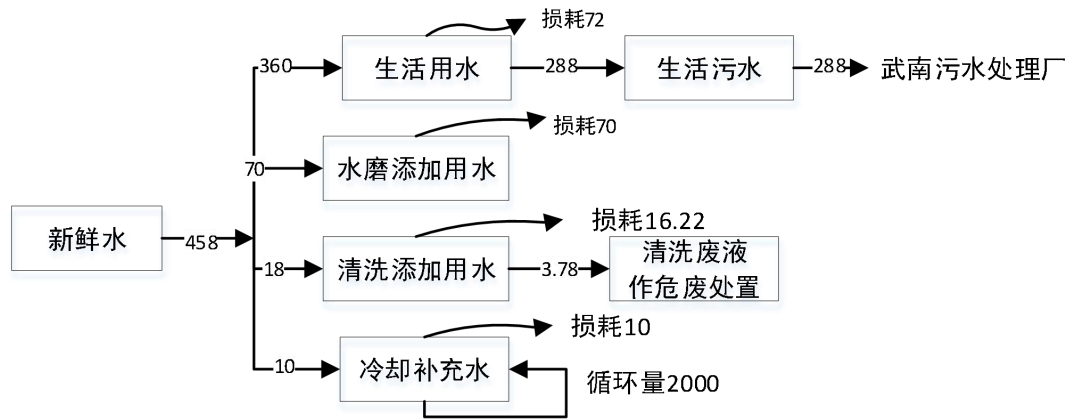 损耗72
360
生活用水
288
生活污水
288
武南污水处理厂
损耗70
70
水磨添加用水
新鲜水
458
损耗16.22
18
清洗添加用水
3.78
清洗废液
作危废处置
损耗10
10
冷却补充水
循环量2000